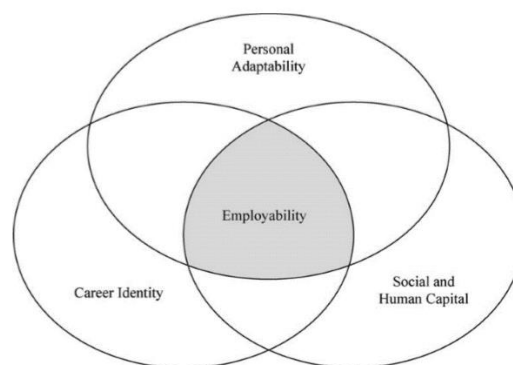 Personal
Adaptability
Employability
Career Identity
Social and
Human Capital